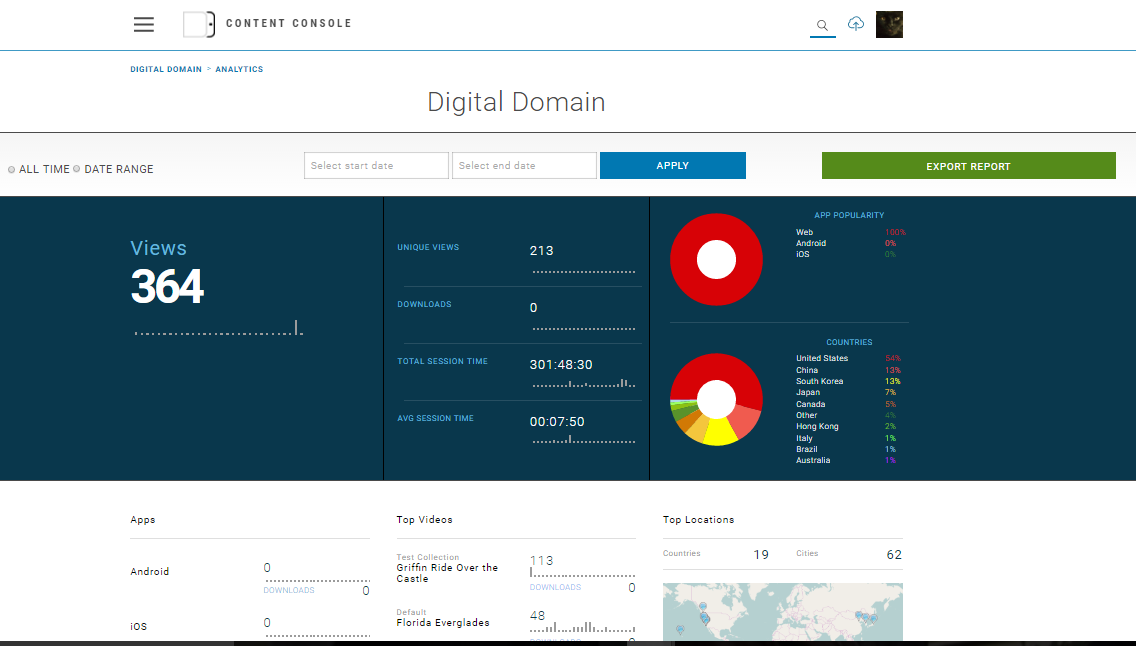 CONTENT CONSOLE
DIGITAL DOMAIN > ANALYTICS
Digital Domain
ALL TIME DATE RANGE
Select start date
Select end date
APPLY
EXPORT REPORT
Views
364
UNIQUE VIEWS 213
DOWNLOADS 0
TOTAL SESSION TIME 301:48:30
AVG SESSION TIME 00:07:50
APP POPULARITY
Web 100%
Android 0%
iOS 0%
COUNTRIES
United States 54%
China 13%
South Korea 13%
Japan 7%
Canada 5%
Other 4%
Hong Kong 2%
Italy 1%
Brazil 1%
Australia 1%
Apps
Android 0
DOWNLOADS 0
iOS 0
Top Videos
Test Collection
Griffin Ride Over the
Castle
113
DOWNLOADS 0
Default
Florida Everglades
48
DOWNLOADS 0
Top Locations
Countries 19 Cities 62